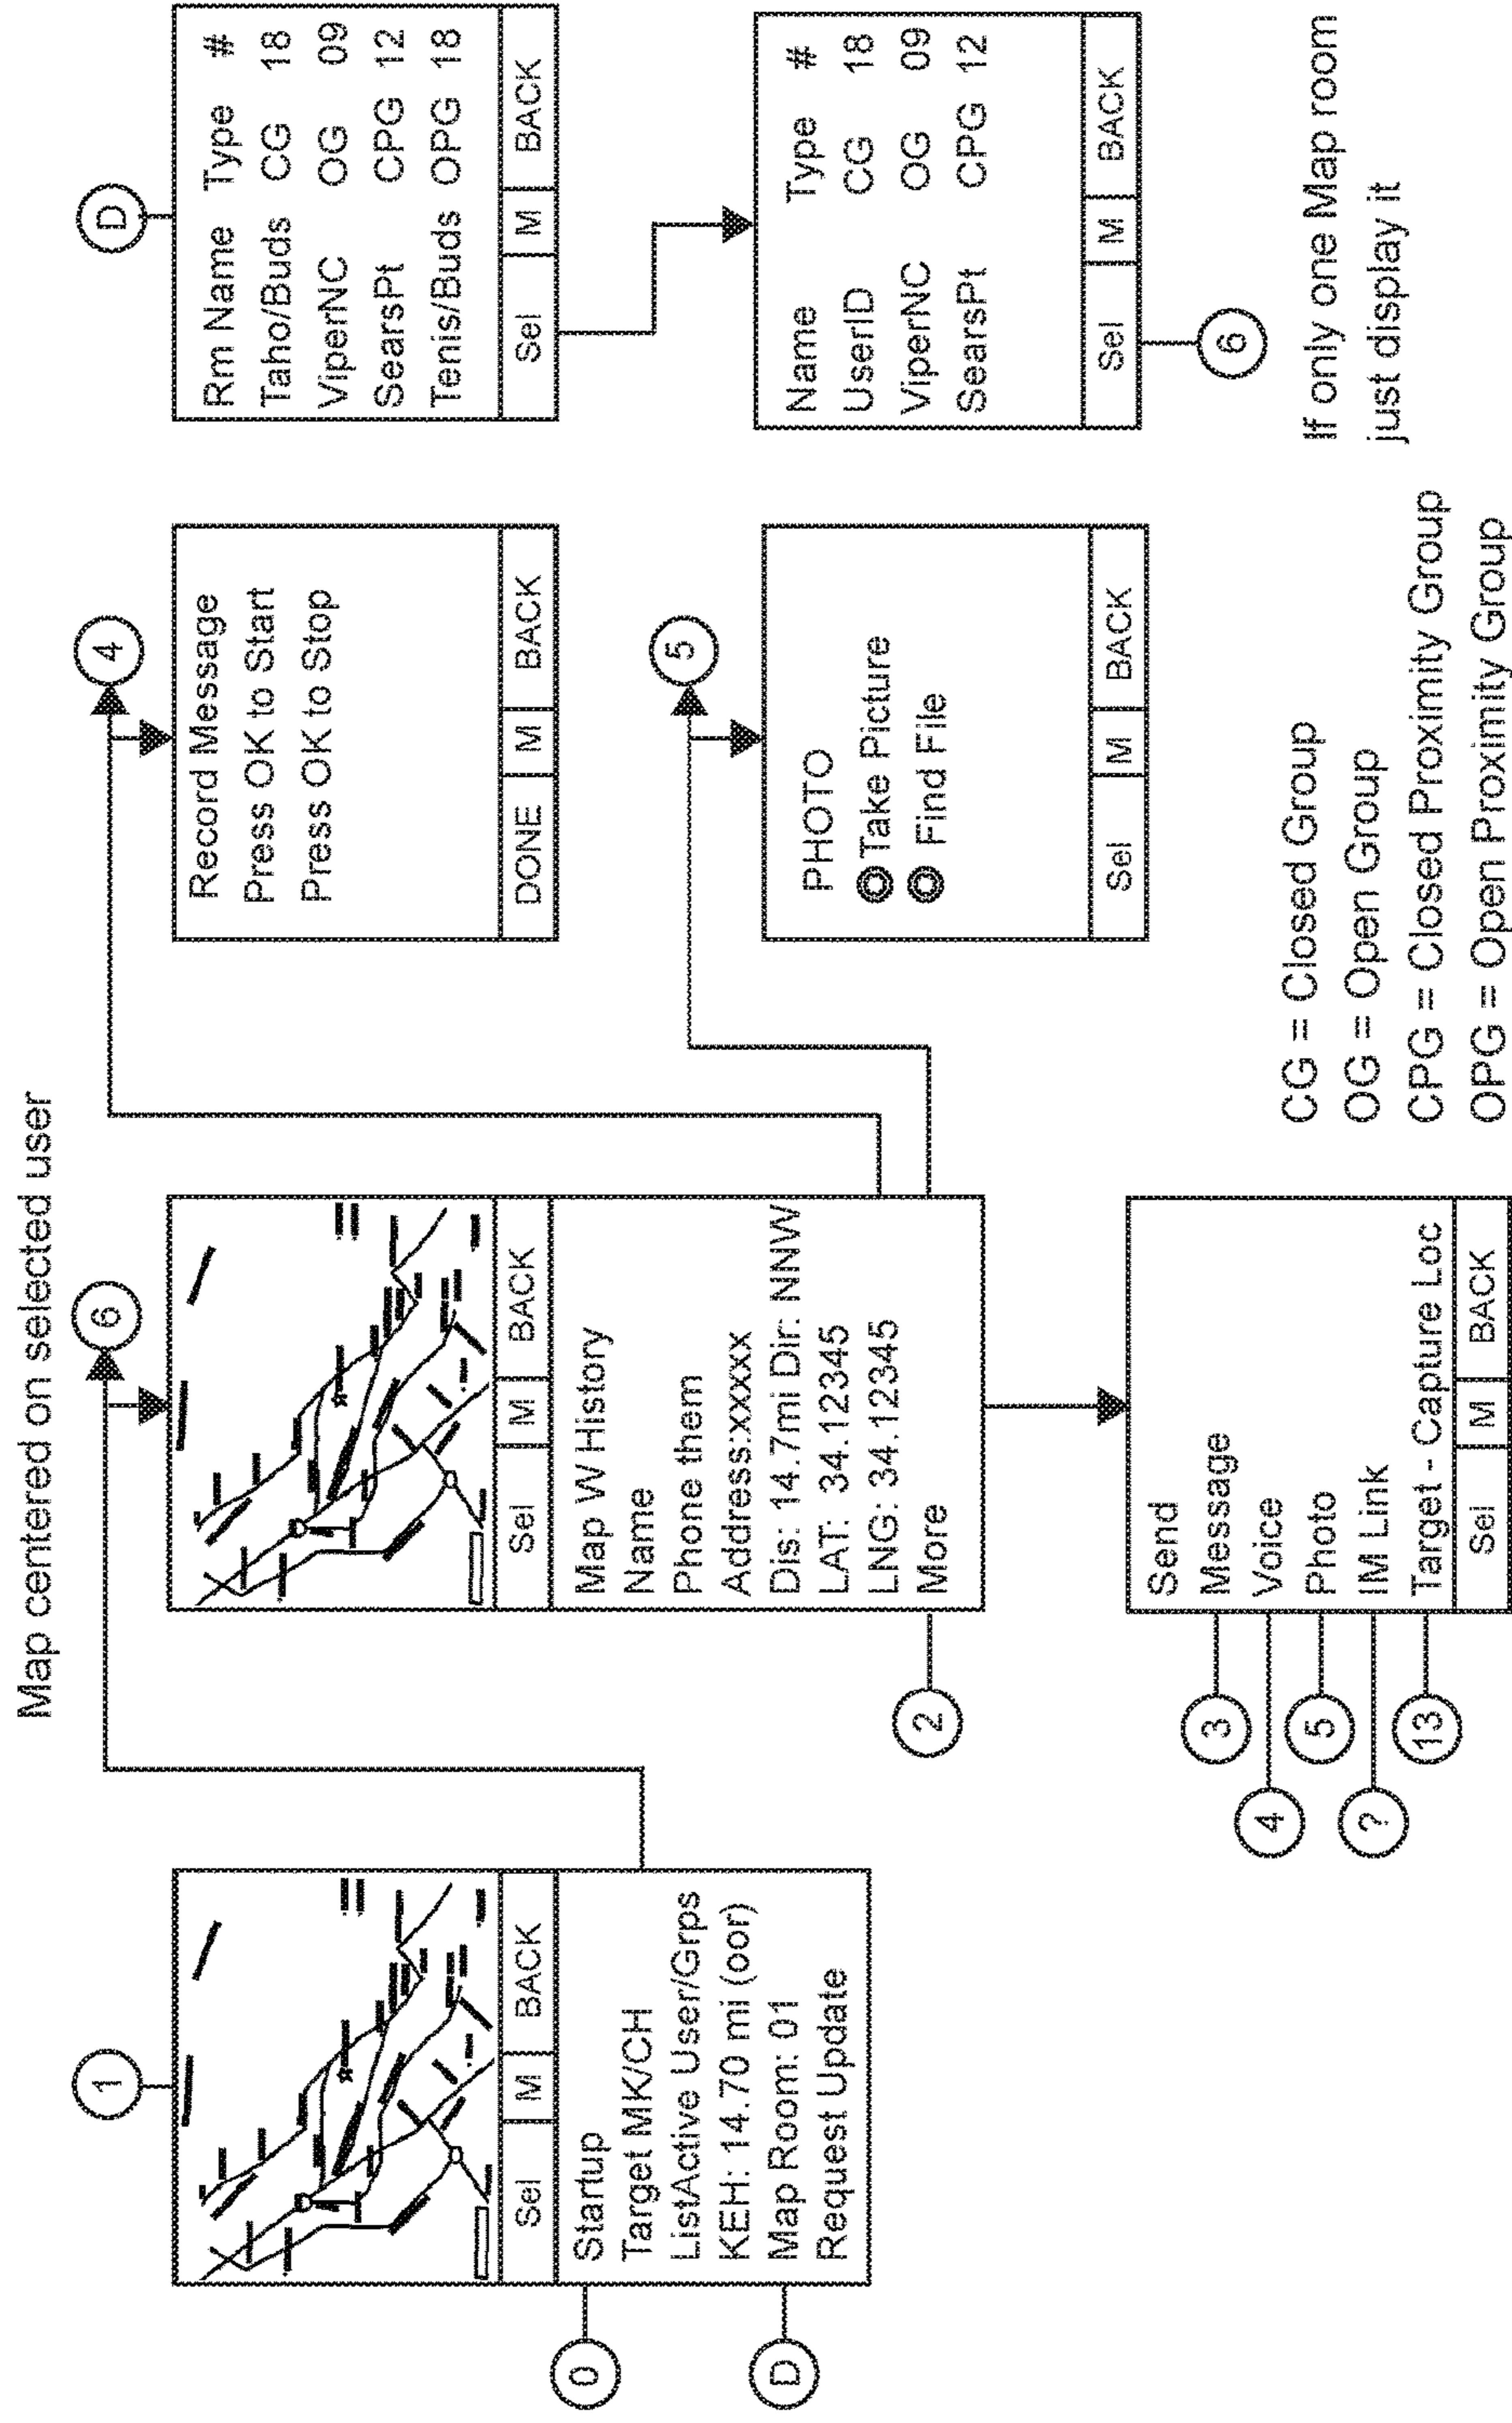 Map centered on selected user
1
Sel M BACK
0
Startup
Target MK/CH
ListActive User/Grps
KEH: 14.70 mi (oor)
D
Map Room: 01
Request Update
6
Sel M BACK
Map W History
Name
Phone them
Address:xxxxx
Dis: 14.7mi Dir: NNW
LAT: 34.12345
LNG: 34.12345
2
More
Send
3
Message
4
Voice
5
Photo
?
IM Link
13
Target - Capture Loc
Sel M BACK
4
Record Message
Press OK to Start
Press OK to Stop
DONE M BACK
5
PHOTO
Take Picture
Find File
Sel M BACK
CG = Closed Group
OG = Open Group
CPG = Closed Proximity Group
OPG = Open Proximity Group
D
Rm Name Type #
Taho/Buds CG 18
ViperNC OG 09
SearsPt CPG 12
Tenis/Buds OPG 18
Sel M BACK
Name Type #
UserID CG 18
ViperNC OG 09
SearsPt CPG 12
Sel M BACK
6
If only one Map room
just display it